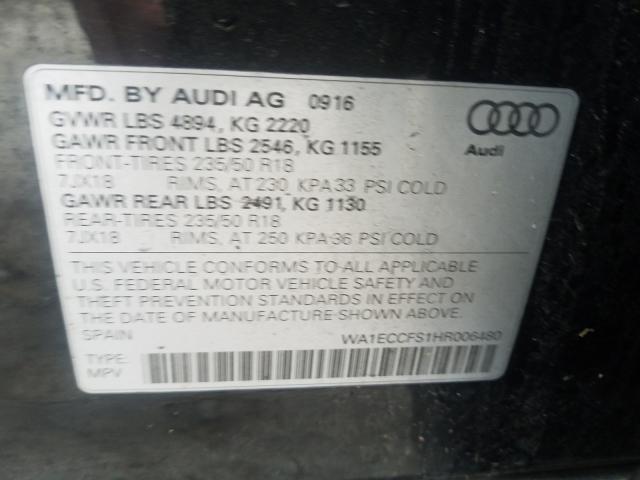 MFD. BY AUDI AG 0916
GVWR LBS 4894, KG 2220
GAWR FRONT LBS 2546, KG 1155
FRONT-TIRES 235/50 R18
7JX18 RIMS, AT 230 KPA 33 PSI COLD
GAWR REAR LBS 2491, KG 1130
REAR-TIRES 235/50 R18
7JX18 RIMS, AT 250 KPA 36 PSI COLD
THIS VEHICLE CONFORMS TO ALL APPLICABLE
U.S. FEDERAL MOTOR VEHICLE SAFETY AND
THEFT PREVENTION STANDARDS IN EFFECT ON
THE DATE OF MANUFACTURE SHOWN ABOVE.
SPAIN WA1ECCFS1HR006480
TYPE:
MPV
Audi